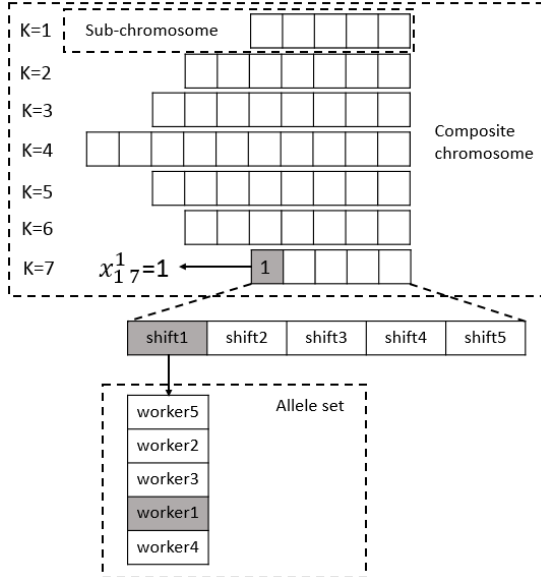 K=1
Sub-chromosome
K=2
K=3
K=4
Composite
chromosome
K=5
K=6
K=7
x^1_{1 7}=1
1
shift1 shift2 shift3 shift4 shift5
Allele set
worker5
worker2
worker3
worker1
worker4